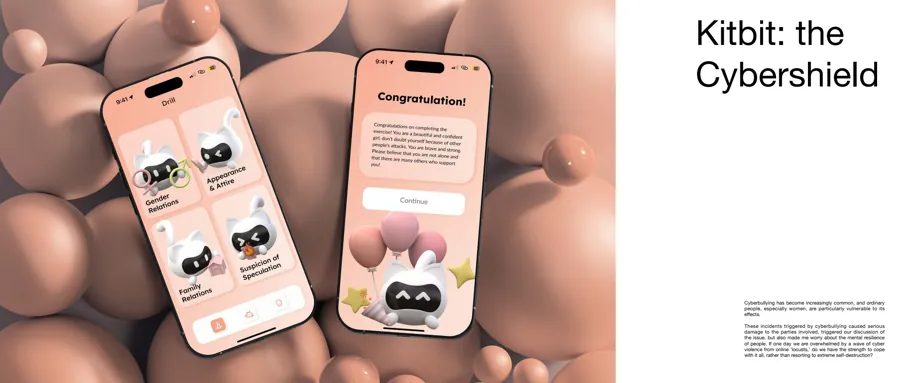 9:41
Drill
Gender
Relations
Appearance
& Attire
Family
Relations
Suspicion of
Speculation
9:41
Congratulation!
Congratulations on completing the
exercise! You are a beautiful and confident
girl, don't doubt yourself because of other
people's attacks. You are brave and strong
Please believe that you are not alone and
that there are many others who support
you!
Continue
Kitbit: the
Cybershield
Cyberbullying has become increasingly common, and ordinary
people, especially women, are particularly vulnerable to its
effects.
These incidents triggered by cyberbullying caused serious
damage to the parties involved, triggered our discussion of
the issue, but also made me worry about the mental resilience
of people. If one day we are overwhelmed by a wave of cyber
violence from online 'locusts,' do we have the strength to cope
with it all, rather than resorting to extreme self-destruction?